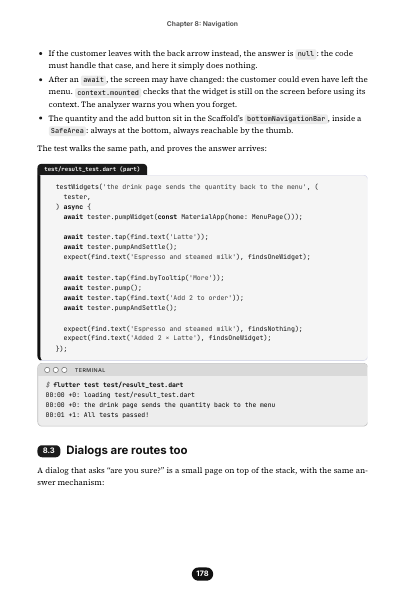 Chapter 8: Navigation
• If the customer leaves with the back arrow instead, the answer is null: the code
must handle that case, and here it simply does nothing.
• After an await, the screen may have changed: the customer could even have left the
menu. context.mounted checks that the widget is still on the screen before using its
context. The analyzer warns you when you forget.
• The quantity and the add button sit in the Scaffold's bottomNavigationBar, inside a
SafeArea: always at the bottom, always reachable by the thumb.
The test walks the same path, and proves the answer arrives:
test/result_test.dart (part)
testWidgets('the drink page sends the quantity back to the menu', (
tester,
) async {
await tester.pumpWidget(const MaterialApp(home: MenuPage()));
await tester.tap(find.text('Latte'));
await tester.pumpAndSettle();
expect(find.text('Espresso and steamed milk'), findsOneWidget);
await tester.tap(find.byTooltip('More'));
await tester.pump();
await tester.tap(find.text('Add 2 to order'));
await tester.pumpAndSettle();
expect(find.text('Espresso and steamed milk'), findsNothing);
expect(find.text('Added 2 × Latte'), findsOneWidget);
});
TERMINAL
$ flutter test test/result_test.dart
00:00 +0: loading test/result_test.dart
00:00 +0: the drink page sends the quantity back to the menu
00:01 +1: All tests passed!
8.3 Dialogs are routes too
A dialog that asks “are you sure?” is a small page on top of the stack, with the same an-
swer mechanism:
178